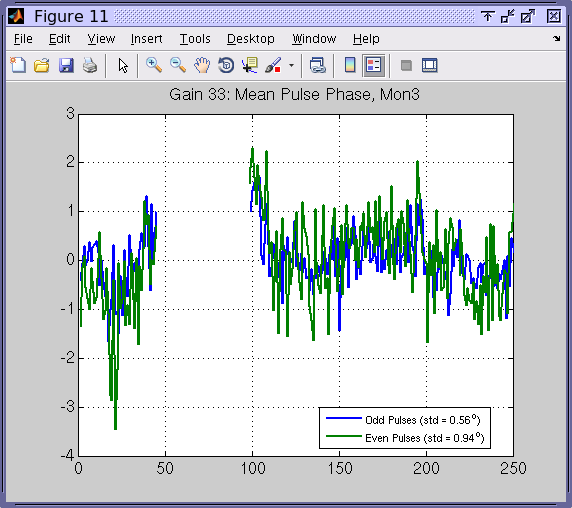 Figure 11
File Edit View Insert Tools Desktop Window Help
Gain 33: Mean Pulse Phase, Mon3
3
2
1
0
-1
-2
-3
-4
Odd Pulses (std = 0.56°)
Even Pulses (std = 0.94°)
0 50 100 150 200 250